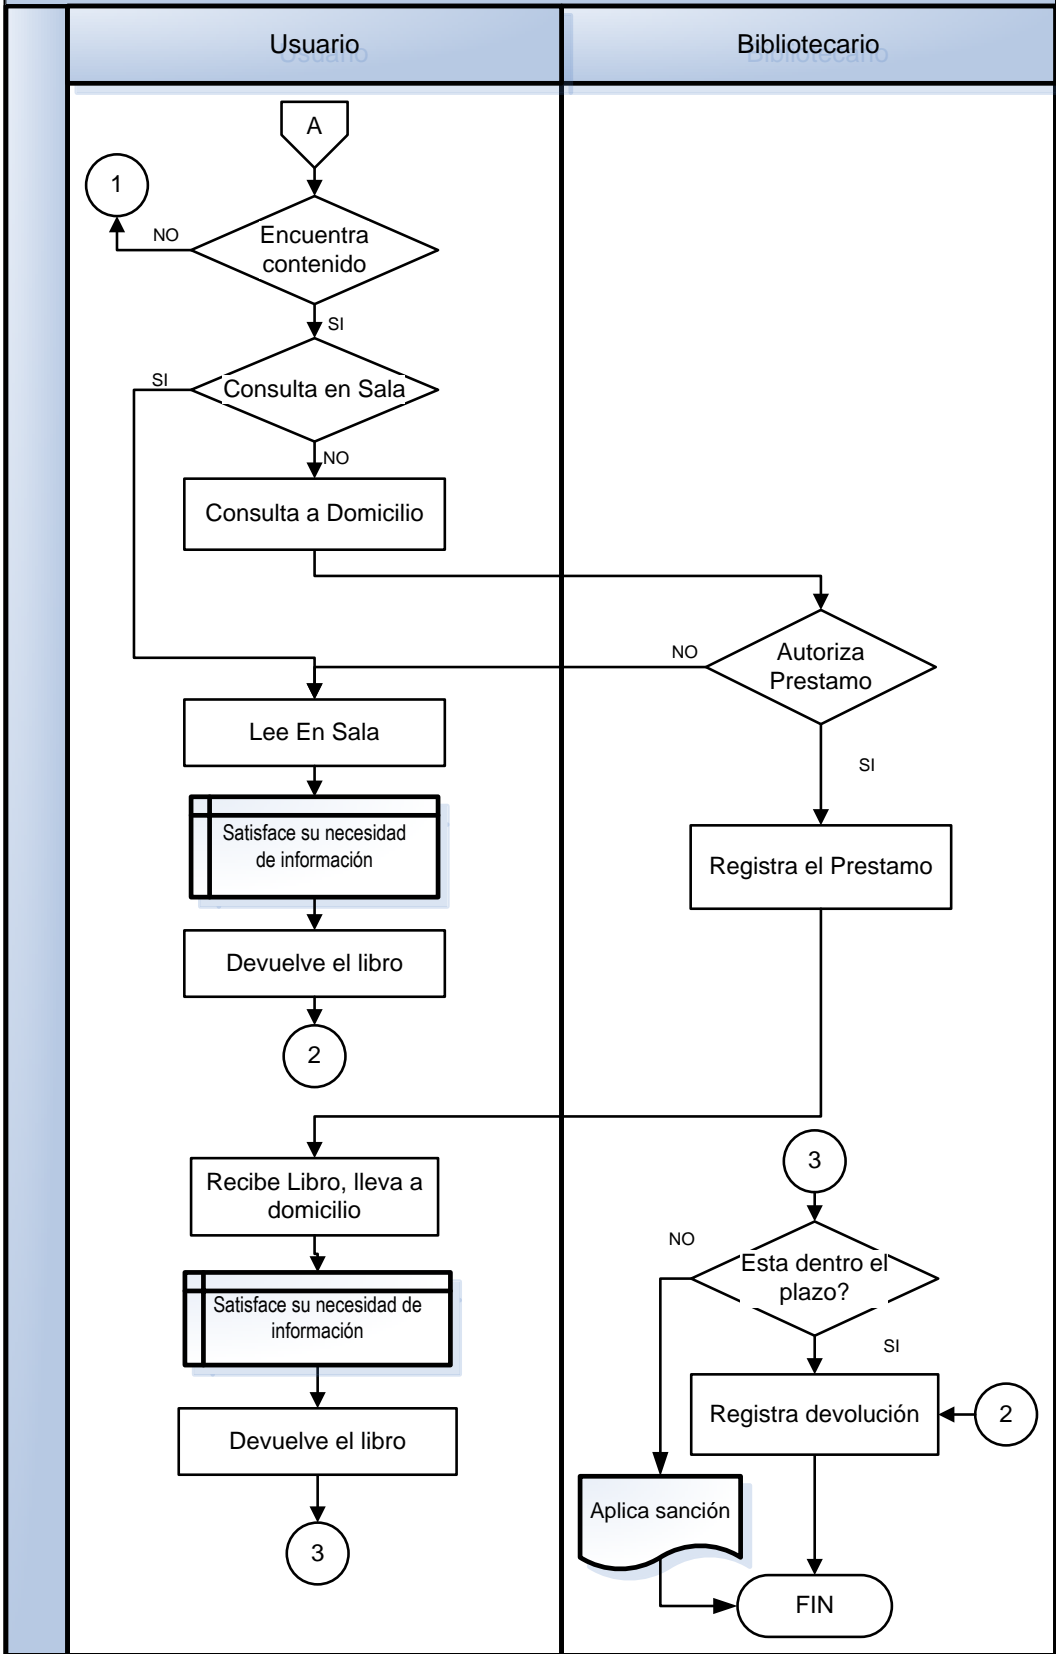 Usuario
Bibliotecario
A
1
NO
Encuentra
contenido
SI
SI
Consulta en Sala
NO
Consulta a Domicilio
NO
Autoriza
Prestamo
SI
Lee En Sala
Satisface su necesidad
de información
Registra el Prestamo
Devuelve el libro
2
Recibe Libro, lleva a
domicilio
3
NO
Esta dentro el
plazo?
SI
Satisface su necesidad de
información
Registra devolución
2
Devuelve el libro
Aplica sanción
3
FIN